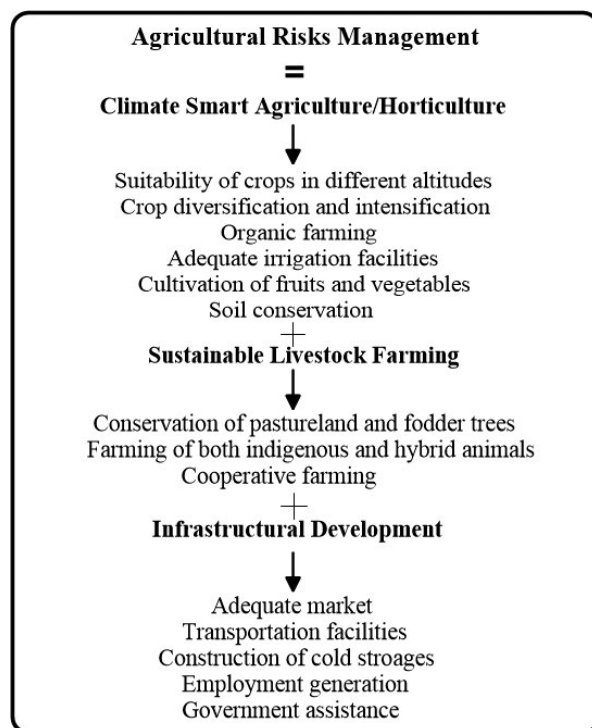 Agricultural Risks Management
=
Climate Smart Agriculture/Horticulture
Suitability of crops in different altitudes
Crop diversification and intensification
Organic farming
Adequate irrigation facilities
Cultivation of fruits and vegetables
Soil conservation
+
Sustainable Livestock Farming
Conservation of pastureland and fodder trees
Farming of both indigenous and hybrid animals
Cooperative farming
+
Infrastructural Development
Adequate market
Transportation facilities
Construction of cold stroages
Employment generation
Government assistance